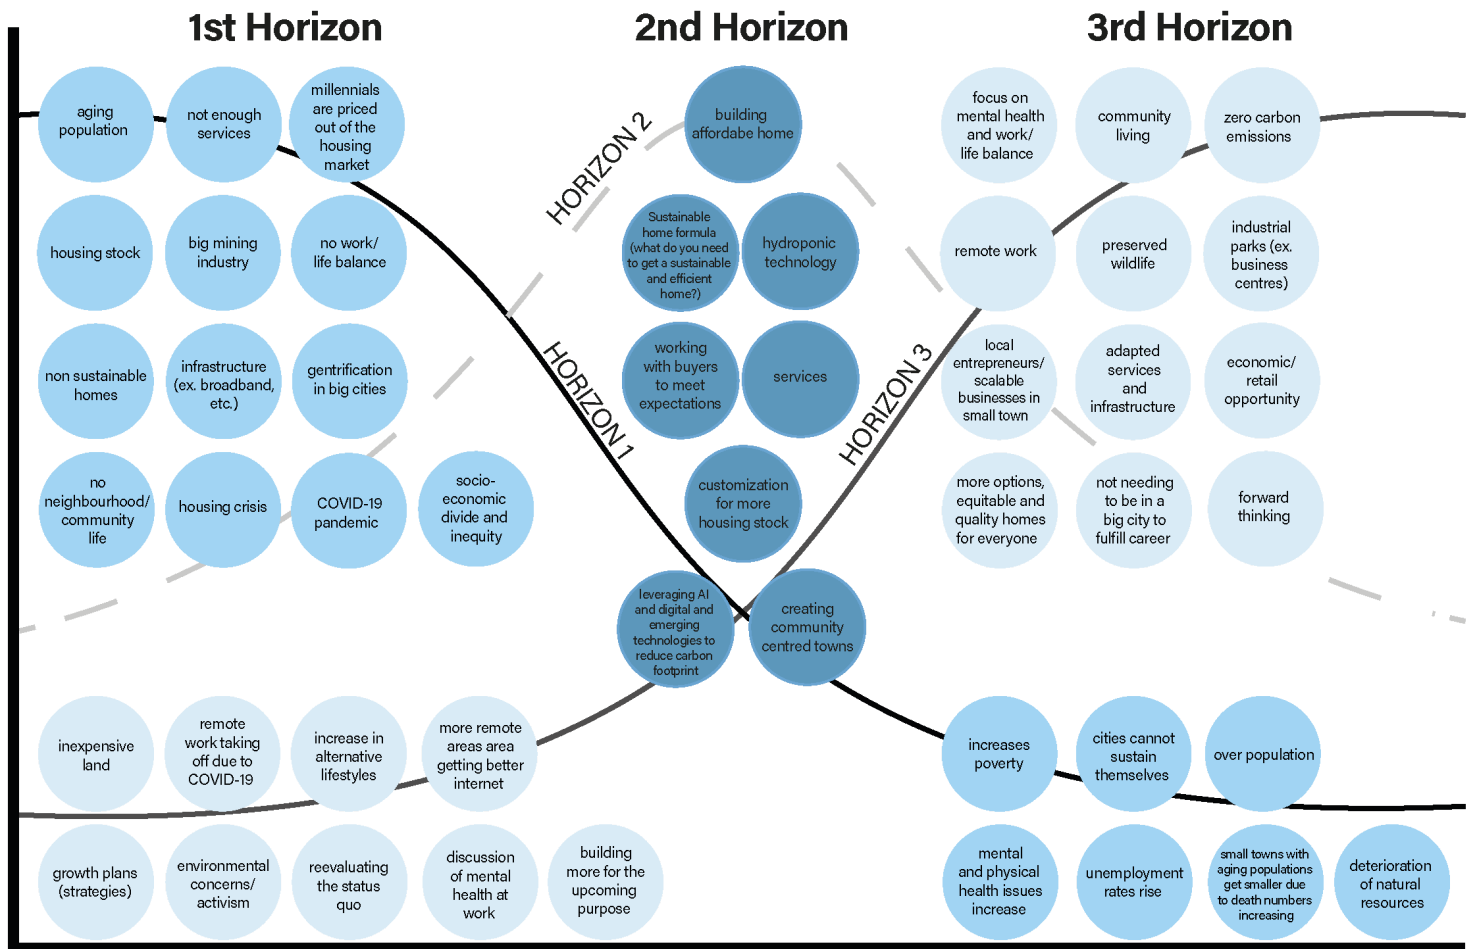 1st Horizon
2nd Horizon
3rd Horizon
aging
population
not enough
services
millennials
are priced
out of the
housing
market
housing stock
big mining
industry
no work/
life balance
non sustainable
homes
infrastructure
(ex. broadband,
etc.)
gentrification
in big cities
no
neighbourhood/
community
life
housing crisis
COVID-19
pandemic
socio-
economic
divide and
inequity
HORIZON 2
HORIZON 1
HORIZON 3
building
affordabe home
Sustainable
home formula
(what do you need
to get a sustainable
and efficient
home?)
hydroponic
technology
working
with buyers
to meet
expectations
services
customization
for more
housing stock
leveraging AI
and digital and
emerging
technologies to
reduce carbon
footprint
creating
community
centred towns
focus on
mental health
and work/
life balance
community
living
zero carbon
emissions
remote work
preserved
wildlife
industrial
parks (ex.
business
centres)
local
entrepreneurs/
scalable
businesses in
small town
adapted
services
and
infrastructure
economic/
retail
opportunity
more options,
equitable and
quality homes
for everyone
not needing
to be in a
big city to
fulfill career
forward
thinking
inexpensive
land
remote
work taking
off due to
COVID-19
increase in
alternative
lifestyles
more remote
areas area
getting better
internet
growth plans
(strategies)
environmental
concerns/
activism
reevaluating
the status
quo
discussion
of mental
health at
work
building
more for the
upcoming
purpose
increases
poverty
cities cannot
sustain
themselves
over population
mental
and physical
health issues
increase
unemployment
rates rise
small towns with
aging populations
get smaller due
to death numbers
increasing
deterioration
of natural
resources